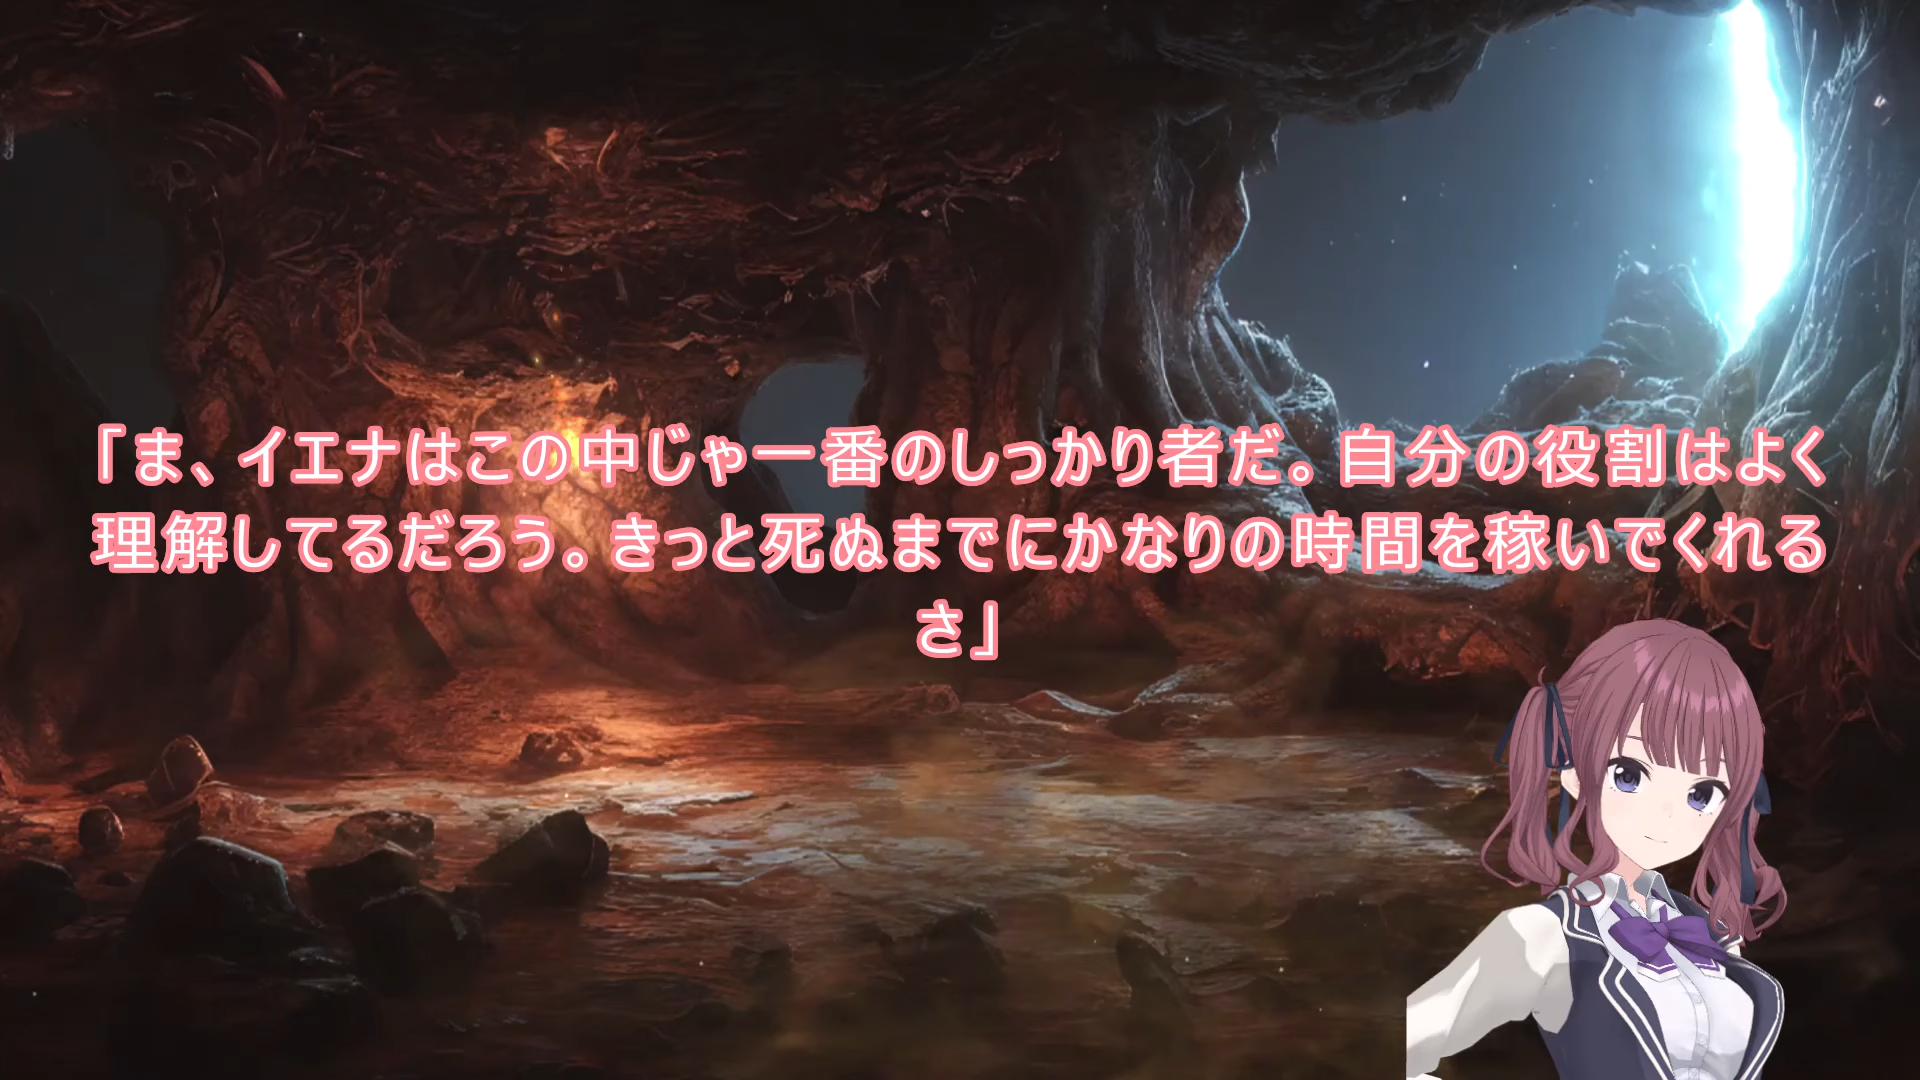 「ま、イエナはこの中じゃ一番のしっかり者だ。自分の役割はよく
理解してるだろう。きっと死ぬまでにかなりの時間を稼いでくれる
さ」